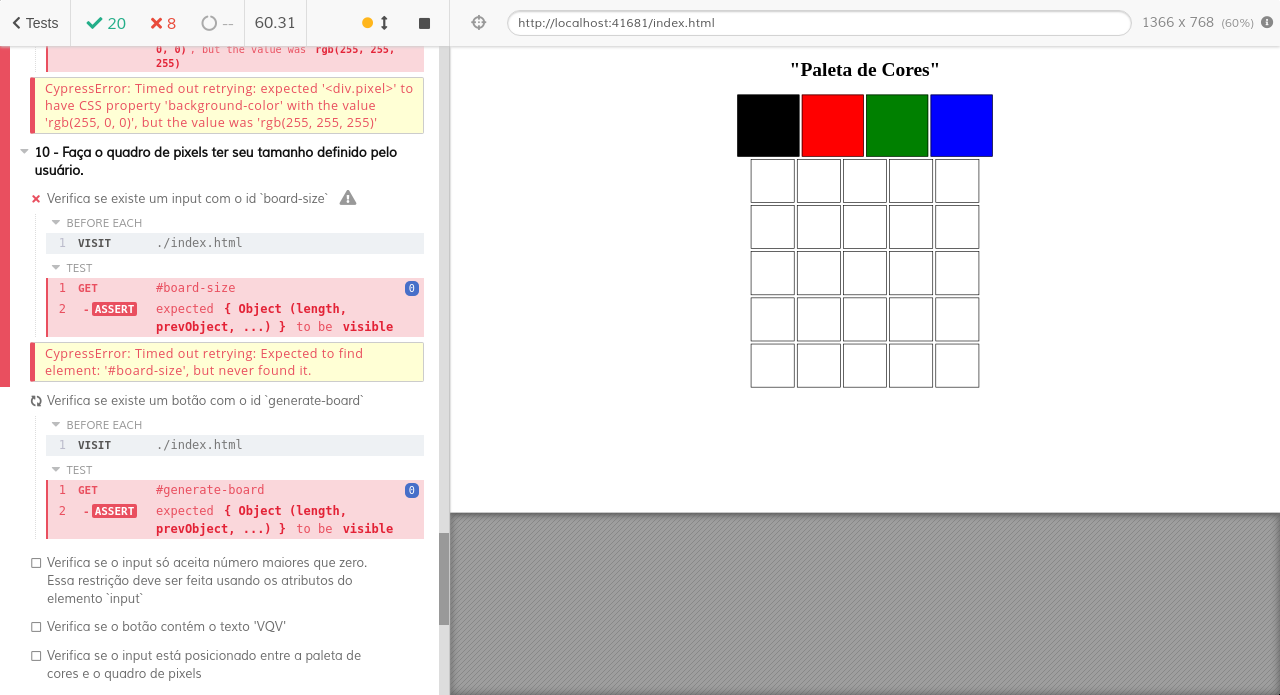 Tests
20
8
--
60.31
http://localhost:41681/index.html
1366 x 768 (60%)
0, 0), but the value was rgb(255, 255,
255)
CypressError: Timed out retrying: expected '<div.pixel>' to
have CSS property 'background-color' with the value
'rgb(255, 0, 0)', but the value was 'rgb(255, 255, 255)'
10 - Faça o quadro de pixels ter seu tamanho definido pelo
usuário.
Verifica se existe um input com o id `board-size`
BEFORE EACH
1 VISIT ./index.html
TEST
1 GET #board-size 0
2 -ASSERT expected { Object (length,
prevObject, ...) } to be visible
CypressError: Timed out retrying: Expected to find
element: '#board-size', but never found it.
Verifica se existe um botão com o id `generate-board`
BEFORE EACH
1 VISIT ./index.html
TEST
1 GET #generate-board 0
2 -ASSERT expected { Object (length,
prevObject, ...) } to be visible
Verifica se o input só aceita número maiores que zero.
Essa restrição deve ser feita usando os atributos do
elemento `input`
Verifica se o botão contém o texto 'VQV'
Verifica se o input está posicionado entre a paleta de
cores e o quadro de pixels
"Paleta de Cores"